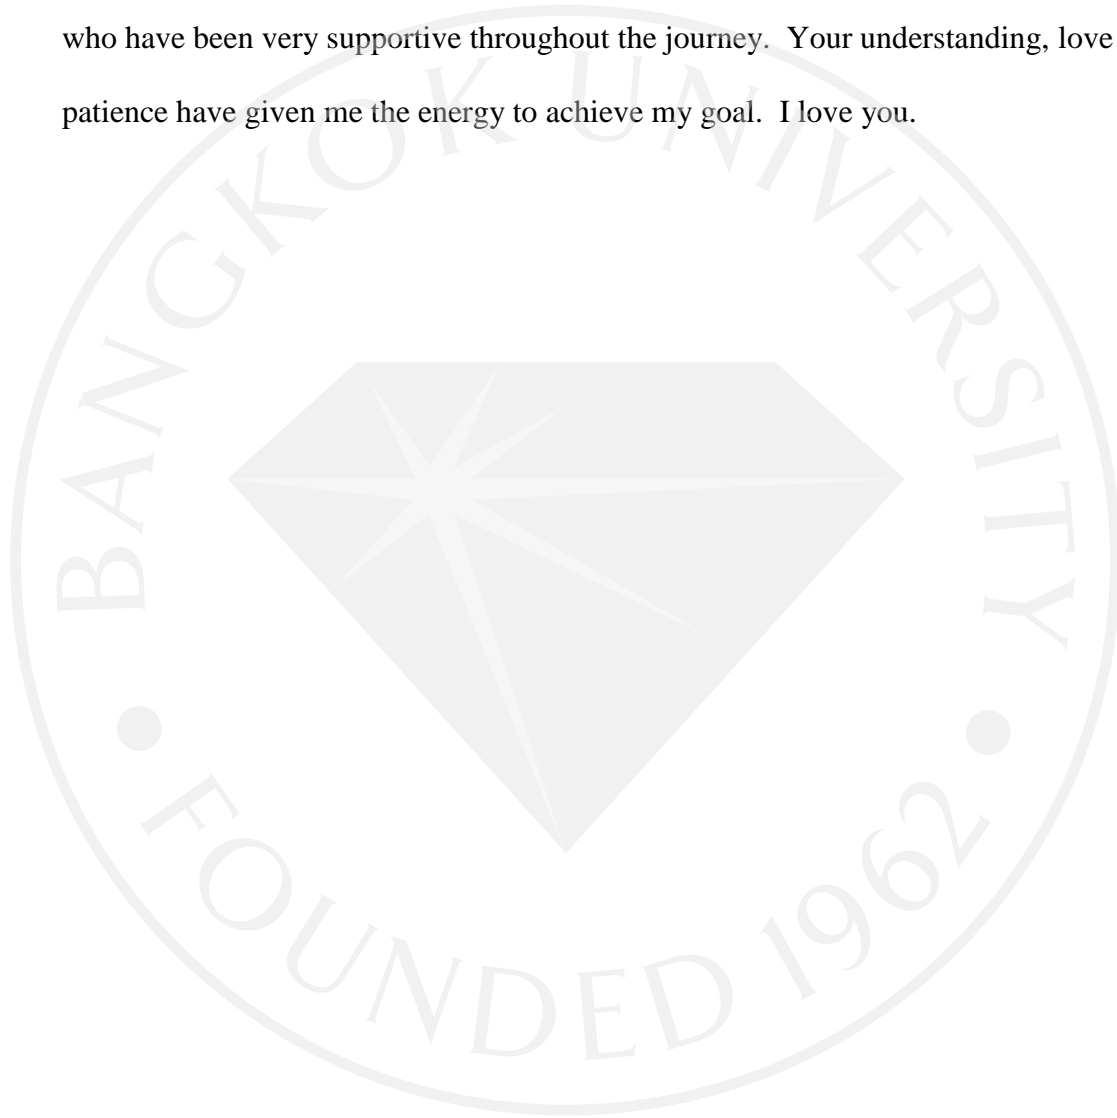 who have been very supportive throughout the journey.  Your understanding, love
patience have given me the energy to achieve my goal.  I love you.
BANGKOK UNIVERSITY
FOUNDED 1962